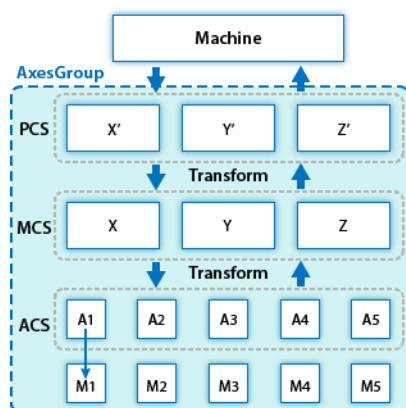 Machine
AxesGroup
PCS X' Y' Z'
Transform
MCS X Y Z
Transform
ACS A1 A2 A3 A4 A5
M1 M2 M3 M4 M5